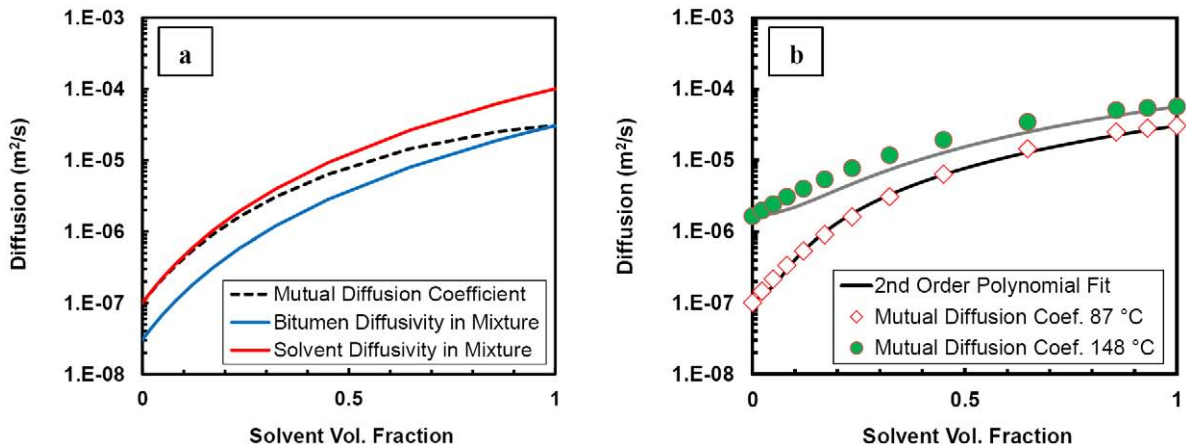 a
1.E-03
1.E-04
1.E-05
1.E-06
1.E-07
1.E-08
Diffusion (m²/s)
Mutual Diffusion Coefficient
Bitumen Diffusivity in Mixture
Solvent Diffusivity in Mixture
0 0.5 1
Solvent Vol. Fraction
b
1.E-03
1.E-04
1.E-05
1.E-06
1.E-07
1.E-08
Diffusion (m²/s)
2nd Order Polynomial Fit
Mutual Diffusion Coef. 87 °C
Mutual Diffusion Coef. 148 °C
0 0.5 1
Solvent Vol. Fraction